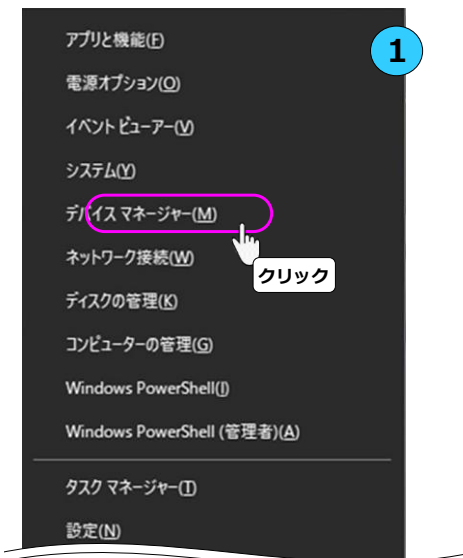 アプリと機能(F)
1
電源オプション(O)
イベント ビューアー(V)
システム(Y)
デバイス マネージャー(M)
ネットワーク接続(W)
クリック
ディスクの管理(K)
コンピューターの管理(G)
Windows PowerShell(I)
Windows PowerShell (管理者)(A)
タスク マネージャー(T)
設定(N)